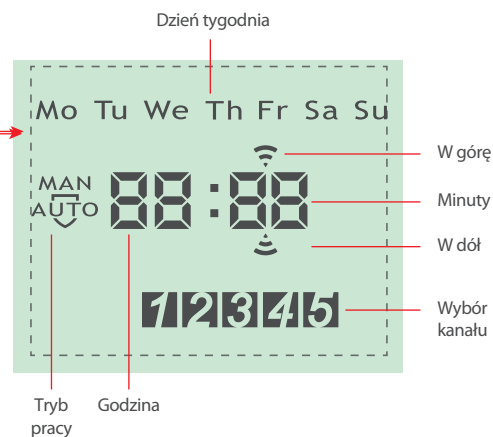 Dzień tygodnia
Mo Tu We Th Fr Sa Su
W górę
MAN
AUTO
88:88
Minuty
W dół
12345
Wybór
kanału
Tryb
pracy
Godzina